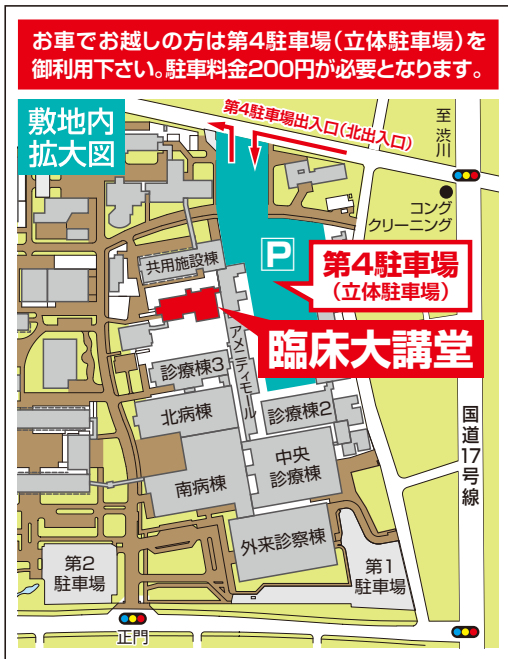 お車でお越しの方は第4駐車場(立体駐車場)を
御利用下さい。駐車料金200円が必要となります。
敷地内
拡大図
第4駐車場出入口(北出入口)
至 渋川
コング
クリーニング
P
共用施設棟
第4駐車場
(立体駐車場)
臨床大講堂
アメニティモール
診療棟3
北病棟
診療棟2
中央
診療棟
南病棟
国道17号線
外来診察棟
第2
駐車場
第1
駐車場
正門